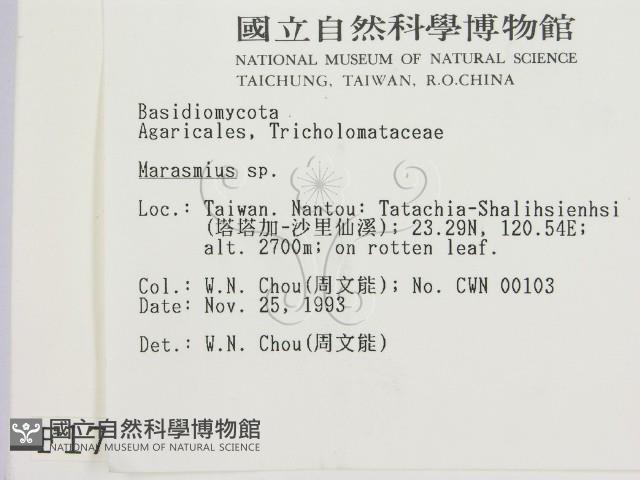 國立自然科學博物館
NATIONAL MUSEUM OF NATURAL SCIENCE
TAICHUNG, TAIWAN, R.O.CHINA
Basidiomycota
Agaricales, Tricholomataceae
Marasmius sp.
Loc.: Taiwan. Nantou: Tatachia-Shalihsienhsi
(塔塔加-沙里仙溪); 23.29N, 120.54E;
alt. 2700m; on rotten leaf.
Col.: W.N. Chou(周文能); No. CWN 00103
Date: Nov. 25, 1993
Det.: W.N. Chou(周文能)
國立自然科學博物館
NATIONAL MUSEUM OF NATURAL SCIENCE